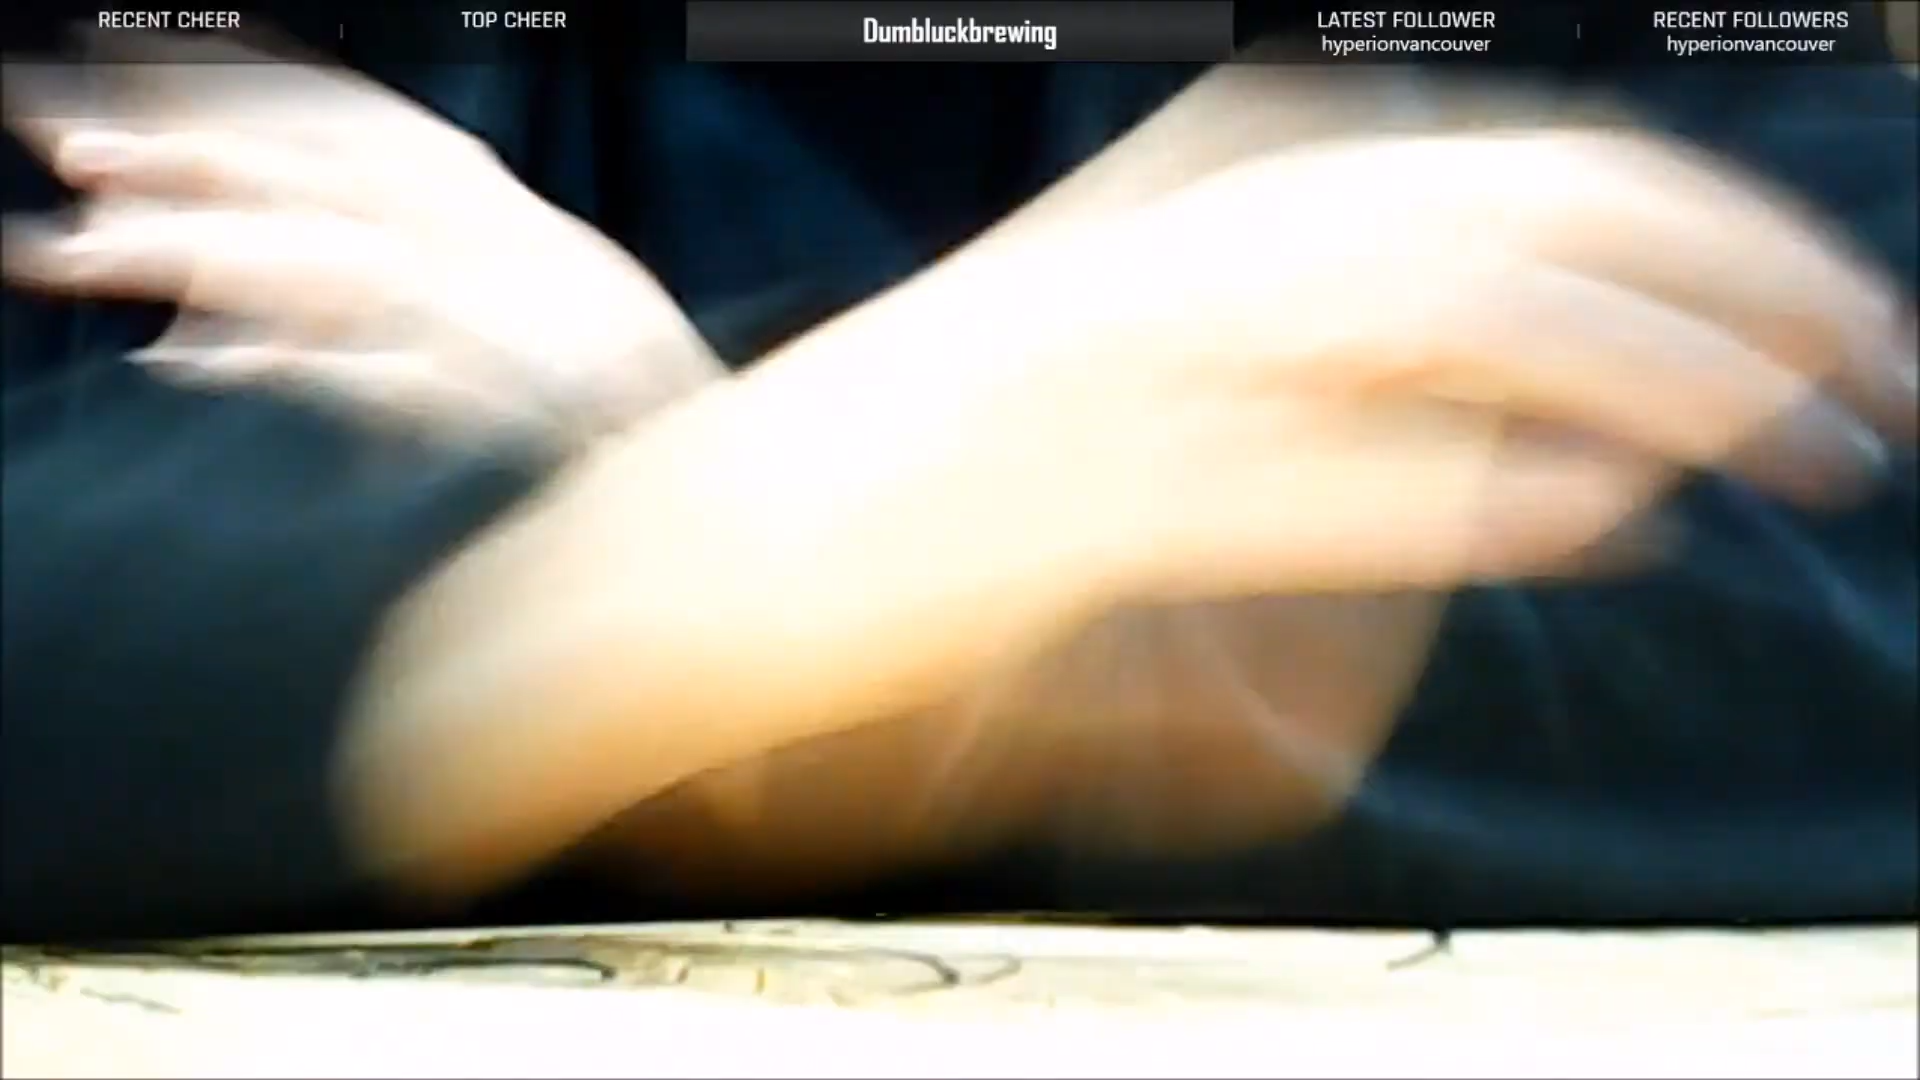 RECENT CHEER
TOP CHEER
Dumbluckbrewing
LATEST FOLLOWER
hyperionvancouver
RECENT FOLLOWERS
hyperionvancouver